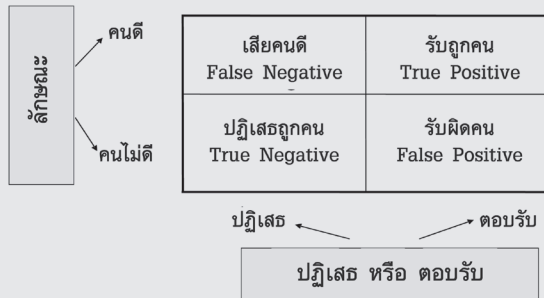 ลักษณะ
คนดี
คนไม่ดี
เสียคนดี
False Negative
รับถูกคน
True Positive
ปฏิเสธถูกคน
True Negative
รับผิดคน
False Positive
ปฏิเสธ
ตอบรับ
ปฏิเสธ หรือ ตอบรับ